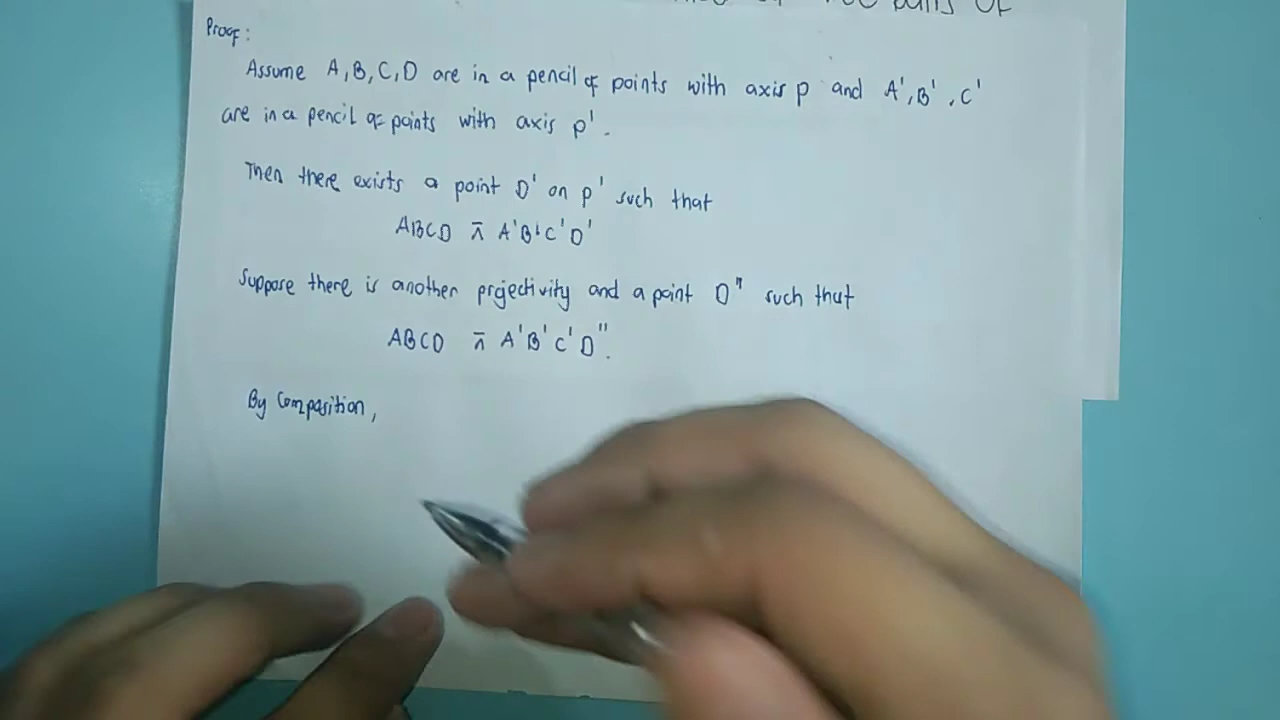 OF
Proof:
Assume A, B, C, D are in a pencil of points with axis p and A', B', C'
are in a pencil of points with axis p'.
Then there exists a point D' on p' such that
ABCD ⊼ A'B'C'D'
Suppose there is another projectivity and a point D" such that
ABCD ⊼ A'B'C'D".
By Composition,